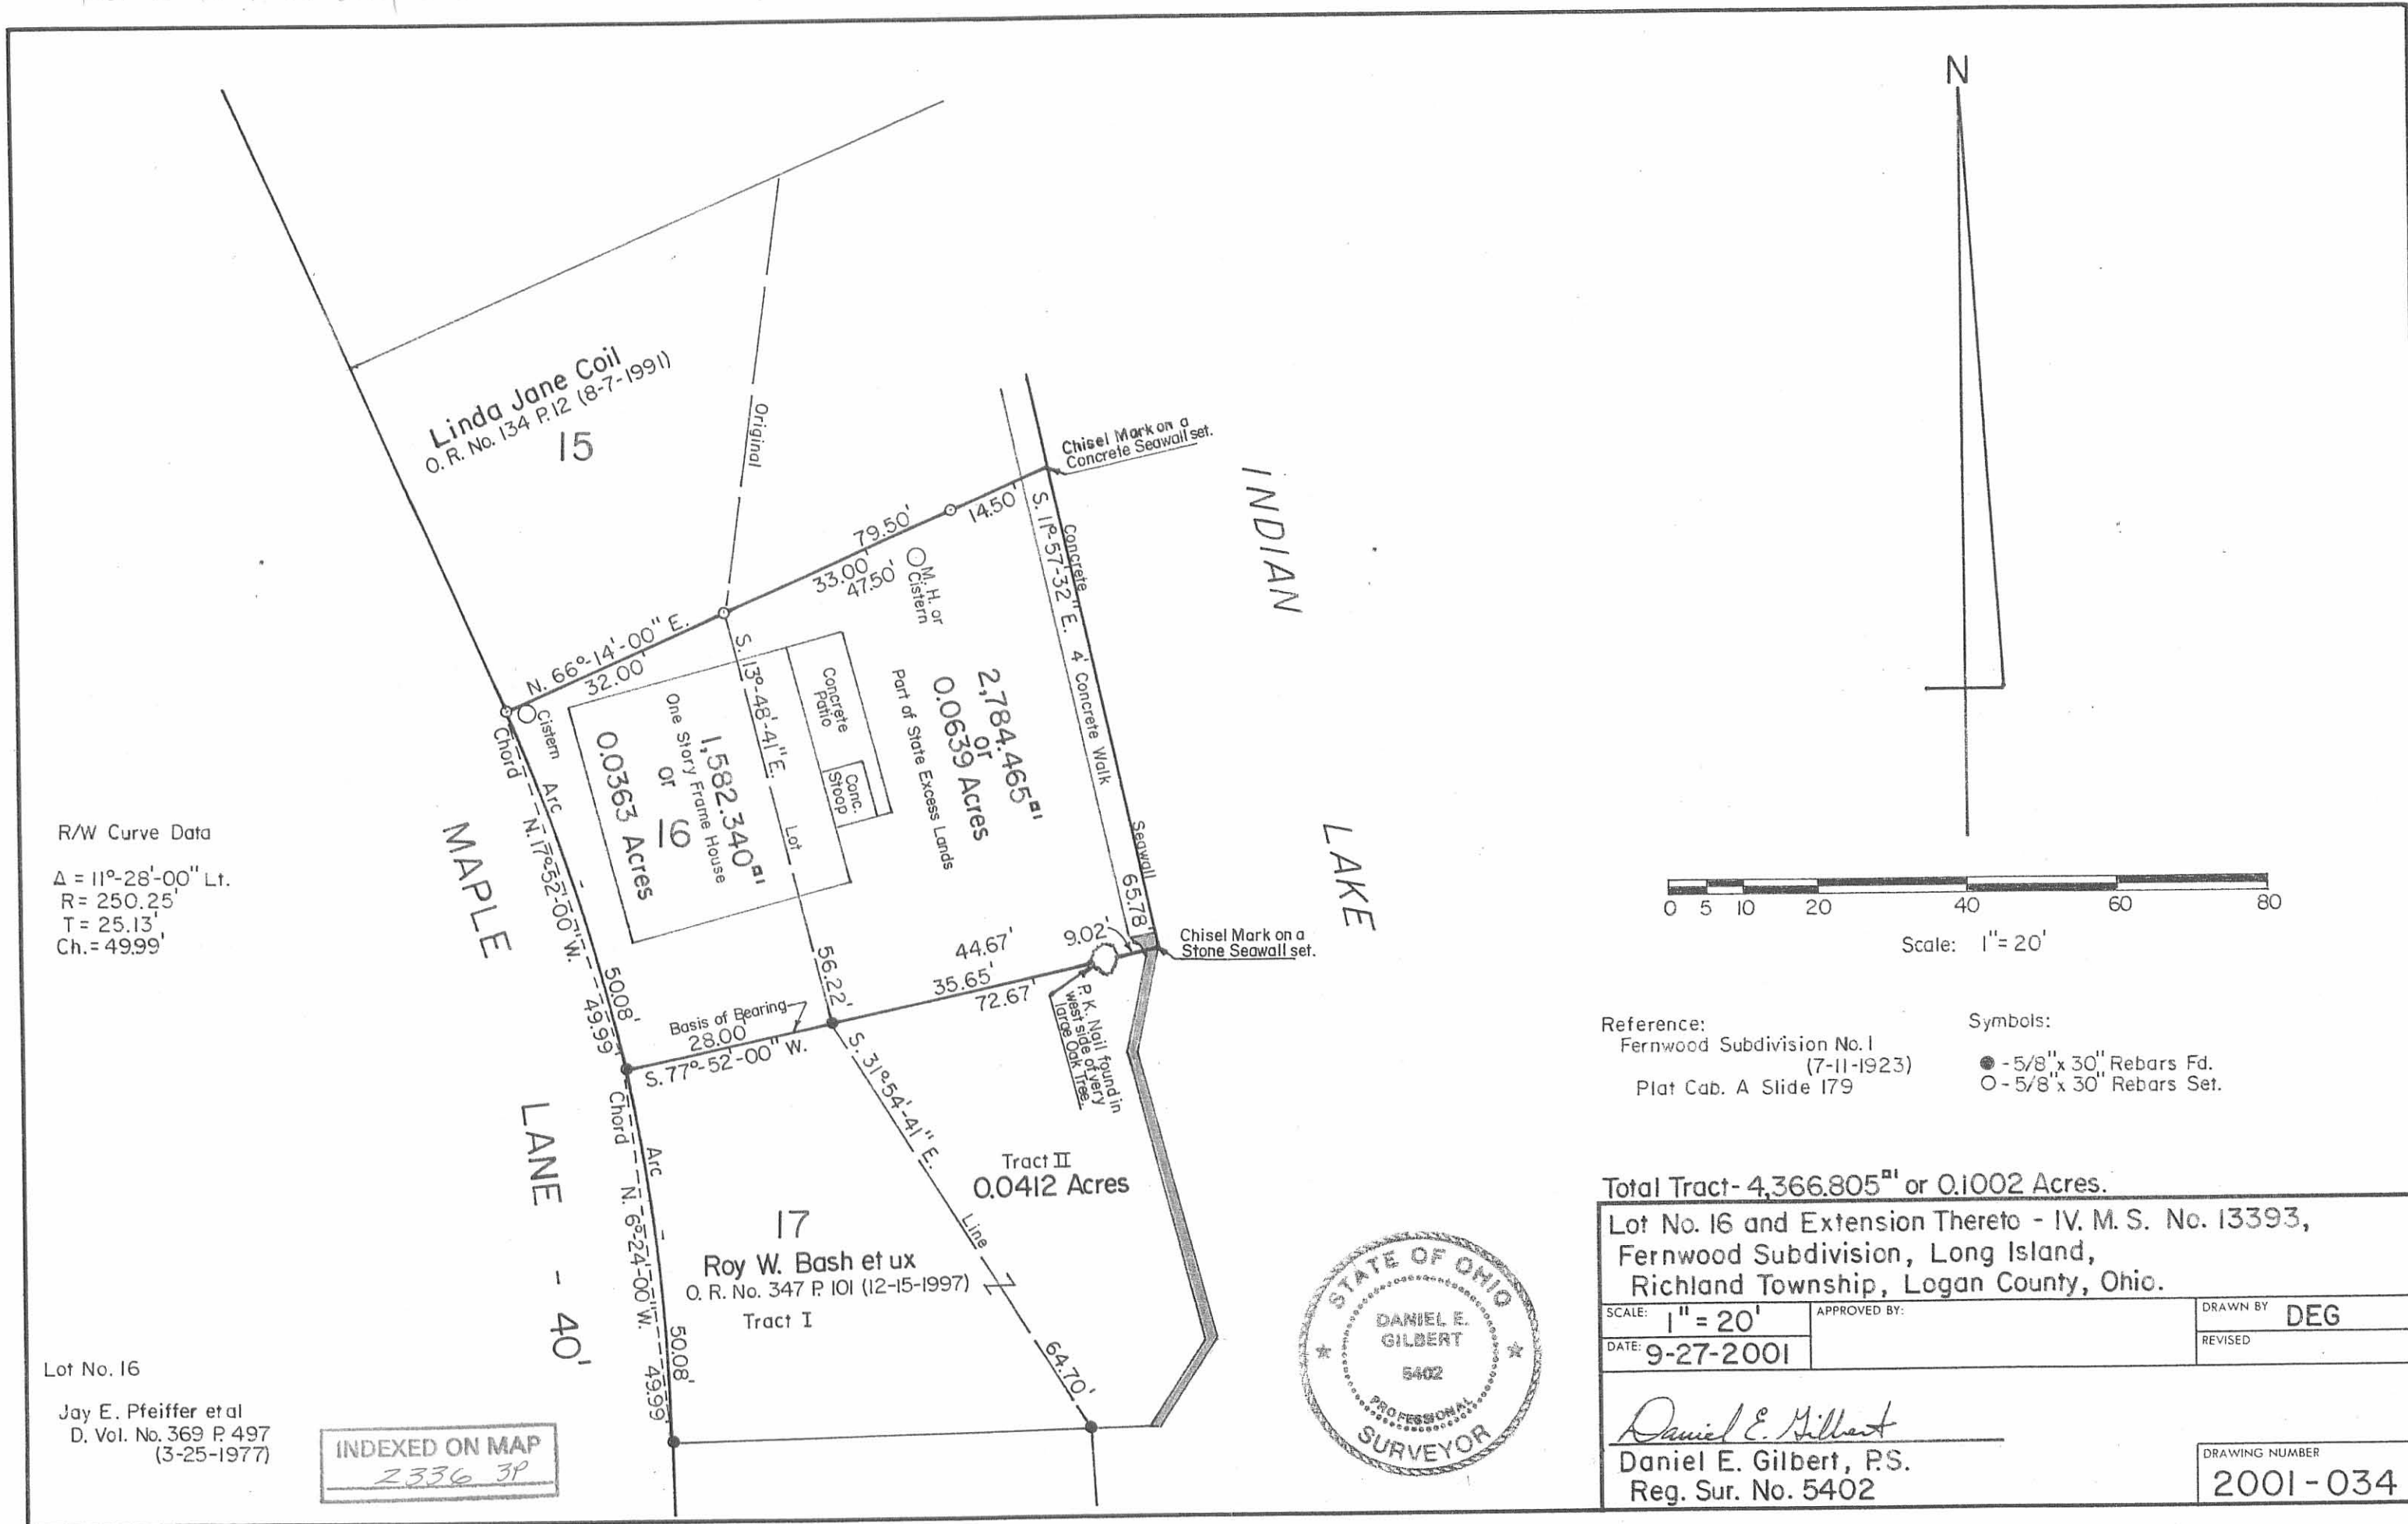 N
Linda Jane Coil
O. R. No. 134 P. 12 (8-7-1991)
15
Original
Chisel Mark on a
Concrete Seawall set.
INDIAN
LAKE
79.50'
14.50'
33.00'
47.50'
M. H. or
Cistern
S. 11°-57'-32" E.
Concrete
4' Concrete Walk
Seawall
65.78'
N. 66°-14'-00" E.
32.00'
S. 13°-48'-41" E.
Lot
56.22'
Concrete
Patio
Conc.
Stoop
2,784.465▫'
or
0.0639 Acres
Part of State Excess Lands
1,582.340▫'
One Story Frame House
or
16
0.0363 Acres
Cistern
Chord
Arc
N. 17°-52'-00" W.
50.08'
49.99'
MAPLE
LANE - 40'
R/W Curve Data
Δ = 11°-28'-00" Lt.
R = 250.25'
T = 25.13'
Ch. = 49.99'
44.67'
9.02'
35.65'
72.67'
Chisel Mark on a
Stone Seawall set.
P. K. Nail found in
west side of very
large Oak Tree.
Basis of Bearing
28.00'
S. 77°-52'-00" W.
S. 31°-54'-41" E.
Line
64.70'
Chord
Arc
N. 6°-24'-00" W.
50.08'
49.99'
Tract II
0.0412 Acres
17
Roy W. Bash et ux
O. R. No. 347 P. 101 (12-15-1997)
Tract I
Lot No. 16
Jay E. Pfeiffer et al
D. Vol. No. 369 P. 497
(3-25-1977)
INDEXED ON MAP
2336 3P
STATE OF OHIO
DANIEL E.
GILBERT
5402
PROFESSIONAL
SURVEYOR
0 5 10 20 40 60 80
Scale: 1" = 20'
Reference:
Fernwood Subdivision No. 1
(7-11-1923)
Plat Cab. A Slide 179
Symbols:
● - 5/8" x 30" Rebars Fd.
O - 5/8" x 30" Rebars Set.
Total Tract - 4,366.805▫' or 0.1002 Acres.
Lot No. 16 and Extension Thereto - IV. M. S. No. 13393,
Fernwood Subdivision, Long Island,
Richland Township, Logan County, Ohio.
SCALE: 1" = 20'
APPROVED BY:
DRAWN BY DEG
DATE: 9-27-2001
REVISED
Daniel E. Gilbert
Daniel E. Gilbert, P.S.
Reg. Sur. No. 5402
DRAWING NUMBER
2001-034